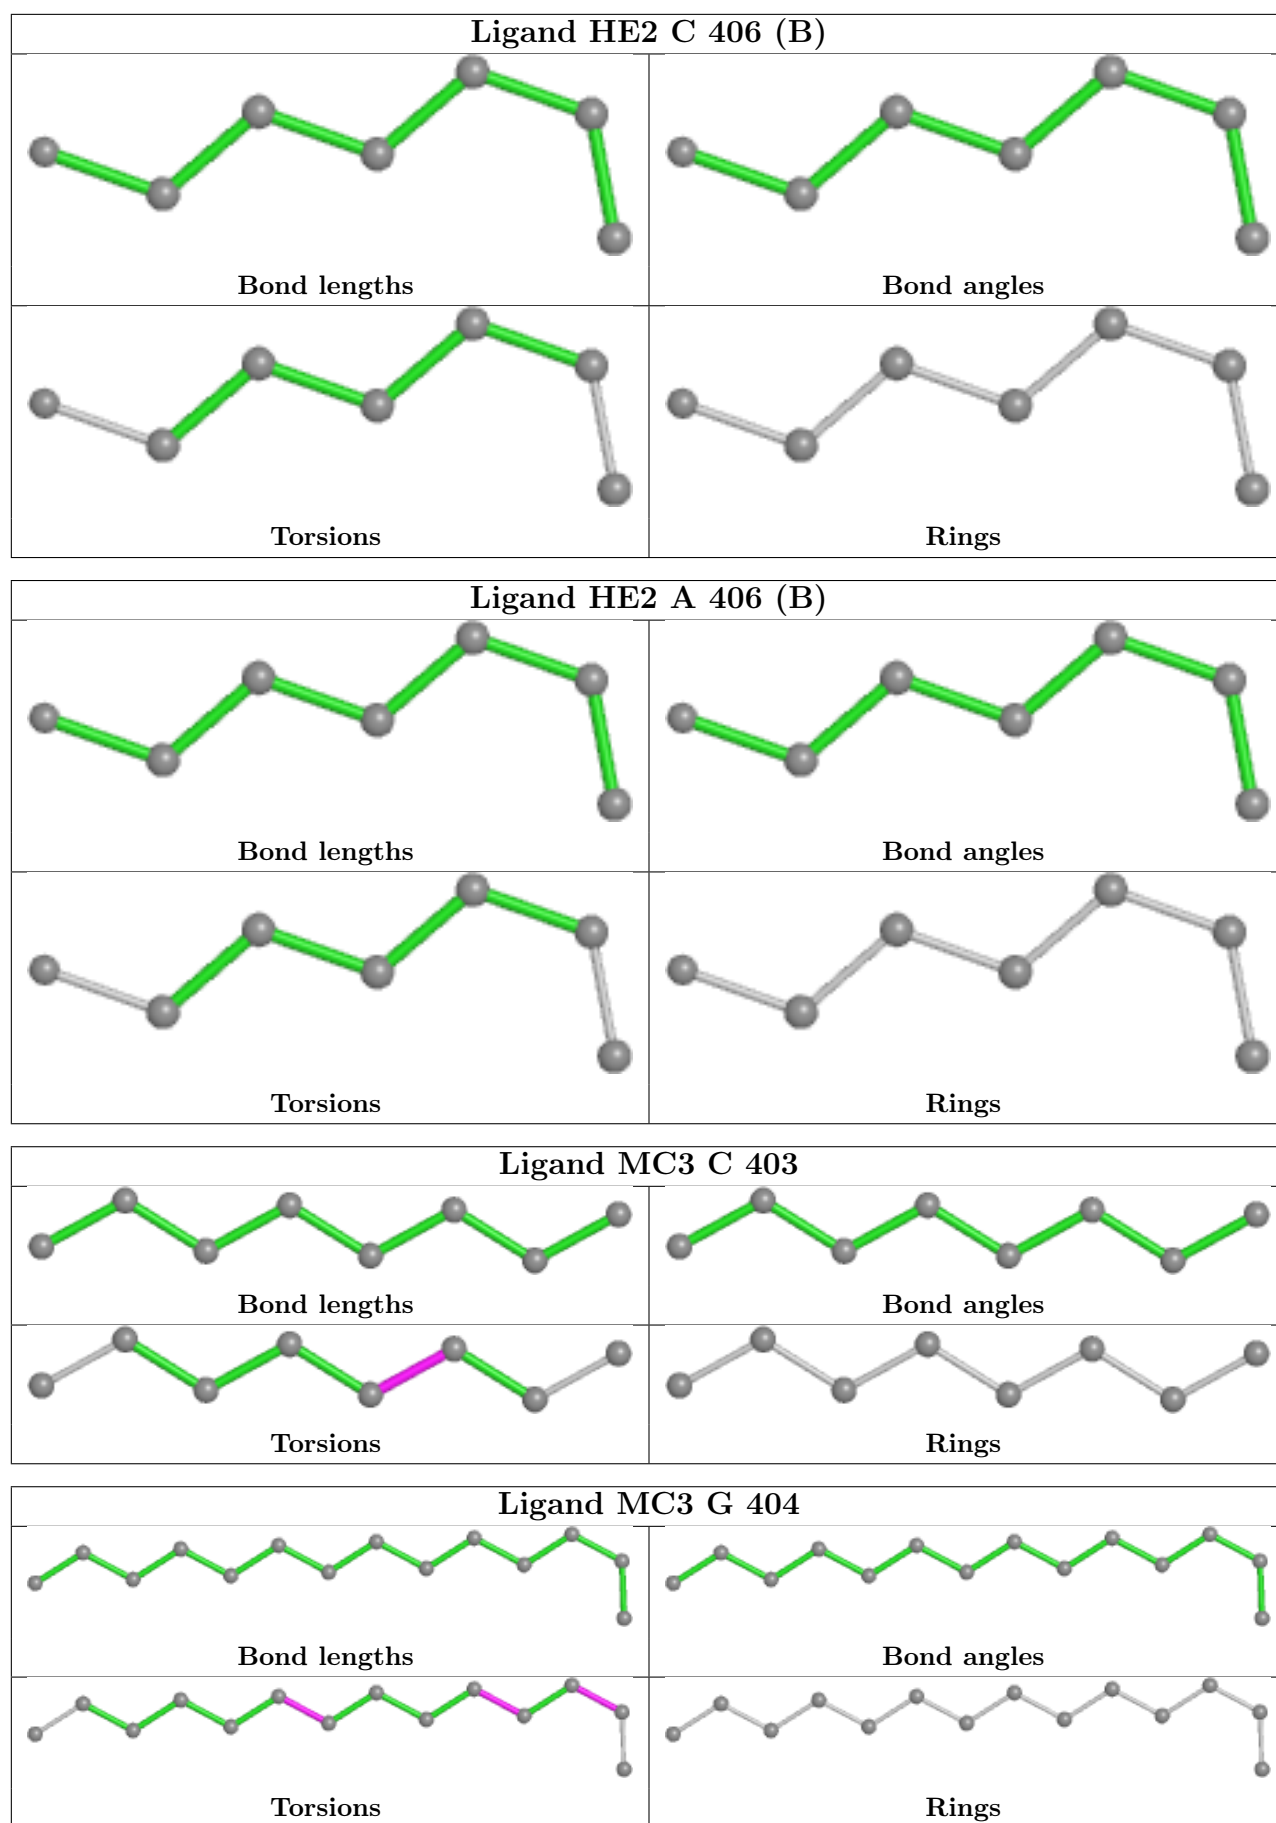 Ligand HE2 C 406 (B)
Bond lengths
Bond angles
Torsions
Rings
Ligand HE2 A 406 (B)
Bond lengths
Bond angles
Torsions
Rings
Ligand MC3 C 403
Bond lengths
Bond angles
Torsions
Rings
Ligand MC3 G 404
Bond lengths
Bond angles
Torsions
Rings